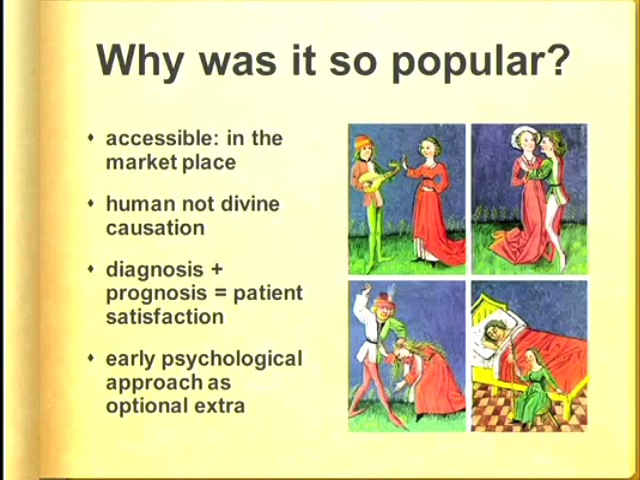 Why was it so popular?
accessible: in the
market place
human not divine
causation
diagnosis +
prognosis = patient
satisfaction
early psychological
approach as
optional extra